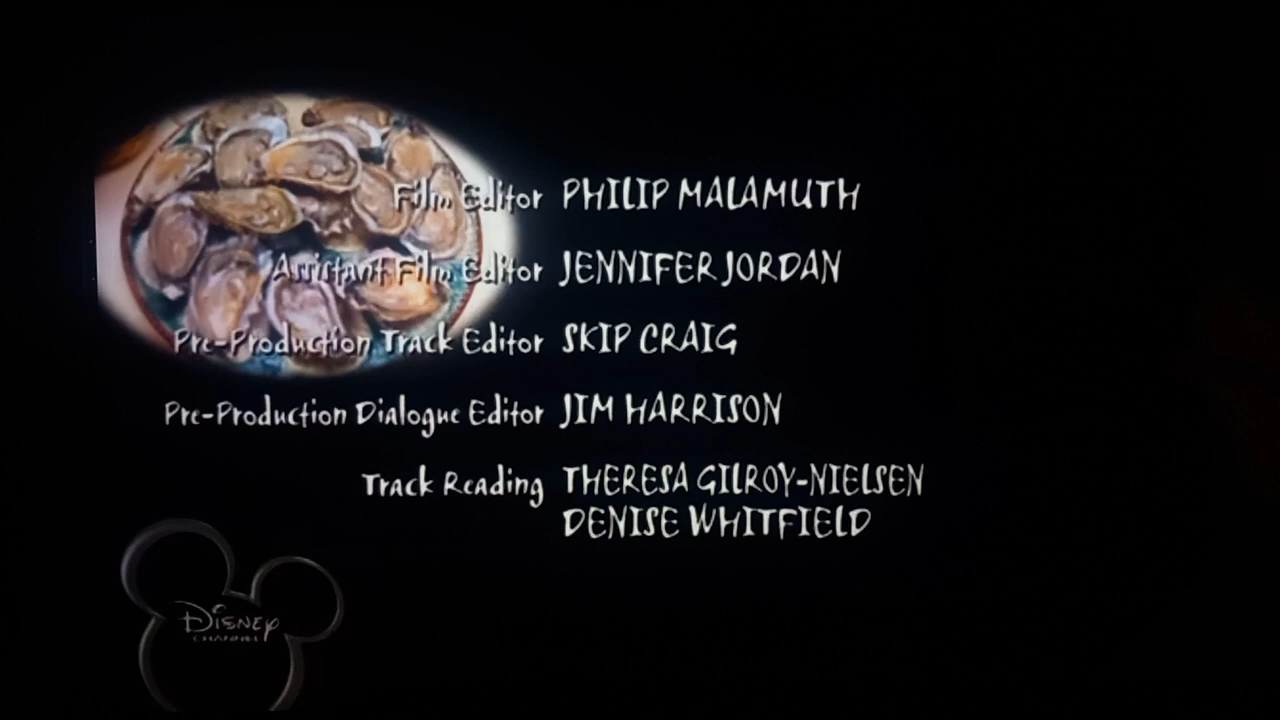 Film Editor PHILIP MALAMUTH
Assistant Film Editor JENNIFER JORDAN
Pre-Production Track Editor SKIP CRAIG
Pre-Production Dialogue Editor JIM HARRISON
Track Reading THERESA GILROY-NIELSEN
DENISE WHITFIELD
DISNEY
CHANNEL